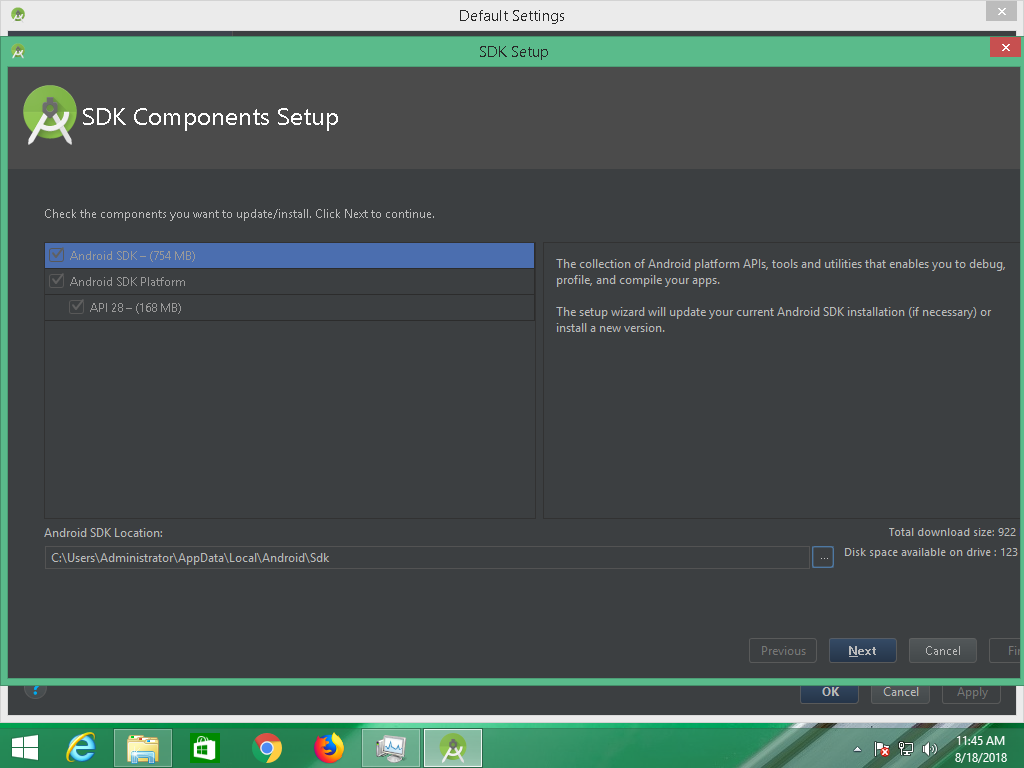 Default Settings
SDK Setup
SDK Components Setup
Check the components you want to update/install. Click Next to continue.
Android SDK – (754 MB)
Android SDK Platform
API 28 – (168 MB)
The collection of Android platform APIs, tools and utilities that enables you to debug,
profile, and compile your apps.
The setup wizard will update your current Android SDK installation (if necessary) or
install a new version.
Android SDK Location:
Total download size: 922
C:\Users\Administrator\AppData\Local\Android\Sdk
...
Disk space available on drive : 123
Previous
Next
Cancel
Fi
?
OK
Cancel
Apply
11:45 AM
8/18/2018